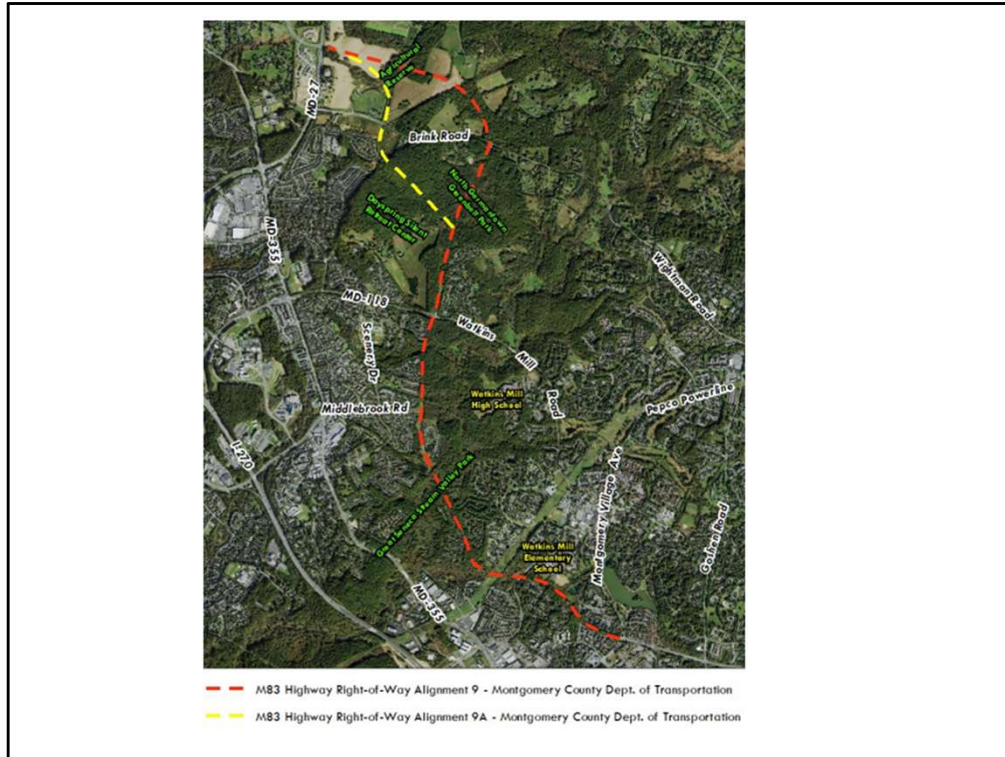 MD-27
Agricultural
Reserve
Brink Road
North Germantown
Greenbelt Park
Dayspring Silent
Retreat Center
MD-355
MD-118
Wightman Road
Watkins
Mill
Road
Scenery Dr
Watkins Mill
High School
Middlebrook Rd
Pepco Powerline
I-270
Great Seneca Stream Valley Park
Montgomery Village Ave
Goshen Road
Watkins Mill
Elementary
School
MD-355
M83 Highway Right-of-Way Alignment 9 - Montgomery County Dept. of Transportation
M83 Highway Right-of-Way Alignment 9A - Montgomery County Dept. of Transportation